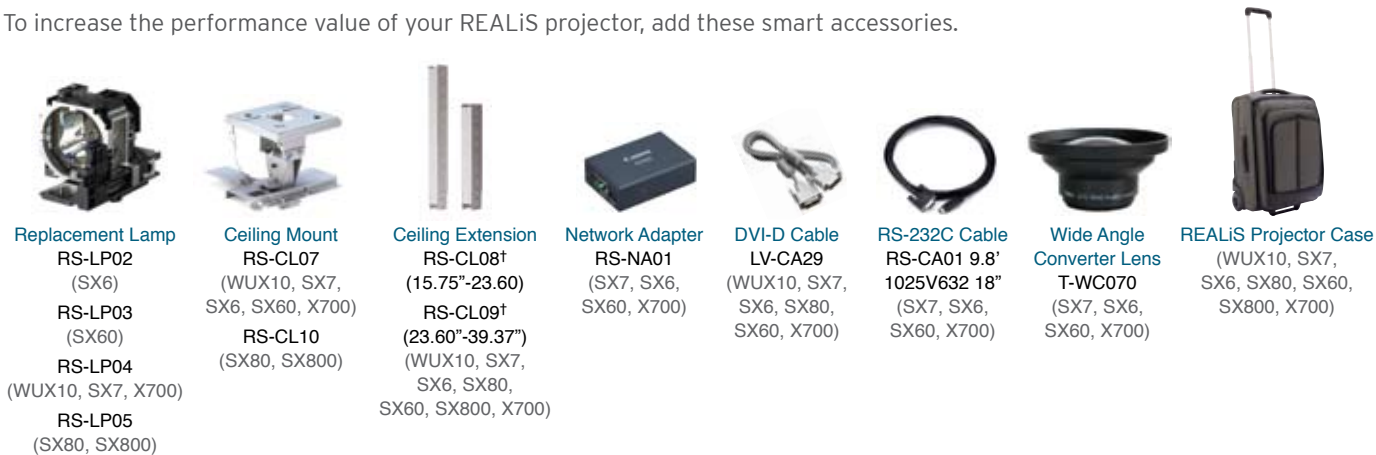 To increase the performance value of your REALiS projector, add these smart accessories.
Replacement Lamp
RS-LP02
(SX6)
RS-LP03
(SX60)
RS-LP04
(WUX10, SX7, X700)
RS-LP05
(SX80, SX800)
Ceiling Mount
RS-CL07
(WUX10, SX7,
SX6, SX60, X700)
RS-CL10
(SX80, SX800)
Ceiling Extension
RS-CL08†
(15.75”-23.60)
RS-CL09†
(23.60”-39.37”)
(WUX10, SX7,
SX6, SX80,
SX60, SX800, X700)
Canon
Network Adapter
RS-NA01
(SX7, SX6,
SX60, X700)
DVI-D Cable
LV-CA29
(WUX10, SX7,
SX6, SX80,
SX60, X700)
RS-232C Cable
RS-CA01 9.8’
1025V632 18”
(SX7, SX6,
SX60, X700)
Wide Angle
Converter Lens
T-WC070
(SX7, SX6,
SX60, X700)
REALiS Projector Case
(WUX10, SX7,
SX6, SX80, SX60,
SX800, X700)